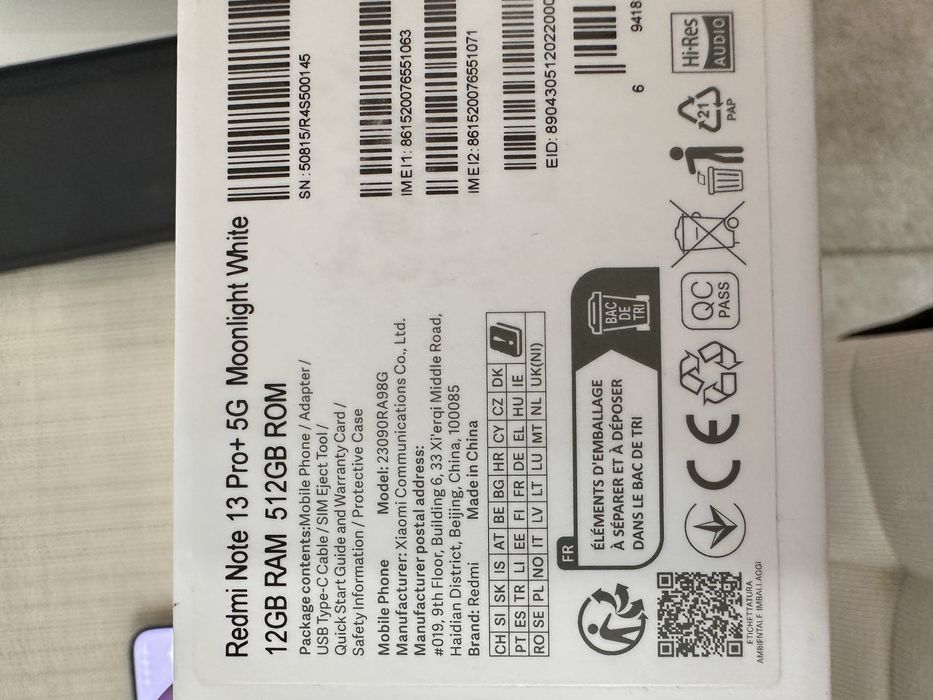 Redmi Note 13 Pro+ 5G Moonlight White
12GB RAM 512GB ROM
Package contents:Mobile Phone / Adapter /
USB Type-C Cable / SIM Eject Tool /
Quick Start Guide and Warranty Card /
Safety Information / Protective Case
Mobile Phone Model: 23090RA98G
Manufacturer: Xiaomi Communications Co., Ltd.
Manufacturer postal address:
#019, 9th Floor, Building 6, 33 Xi'erqi Middle Road,
Haidian District, Beijing, China, 100085
Brand: Redmi Made in China
CH SI SK IS AT BE BG HR CY CZ DK
PT ES TR LI EE FI FR DE EL HU IE
RO SE PL NO IT LV LT LU MT NL UK(NI)
SN: 50815/R4S500145
IMEI1: 861520076551063
IMEI2: 861520076551071
EID: 8904305120220
6 9418
FR
ÉLÉMENTS D'EMBALLAGE
À SÉPARER ET À DÉPOSER
DANS LE BAC DE TRI
BAC
DE
TRI
ETICHETTATURA
AMBIENTALE IMBALLAGGI
CE
QC
PASS
21
PAP
Hi-Res
AUDIO